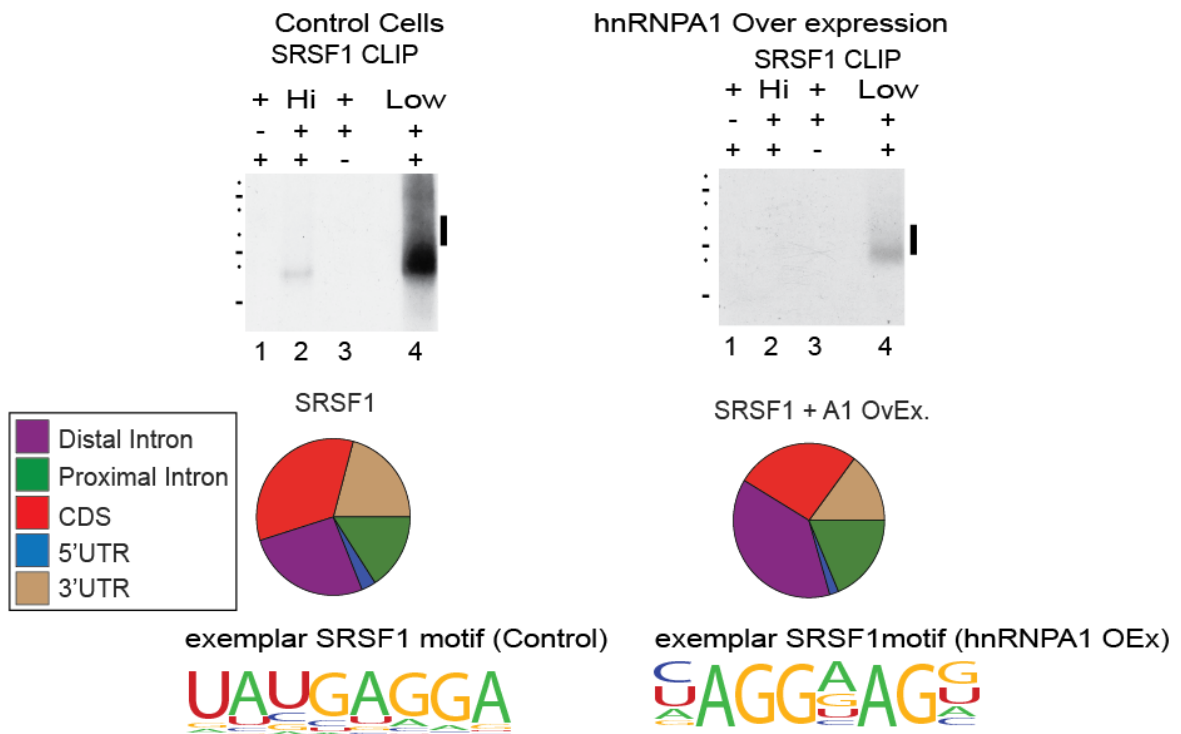 Control Cells
SRSF1 CLIP
+ Hi + Low
- + + +
+ + - +
1 2 3 4
hnRNPA1 Over expression
SRSF1 CLIP
+ Hi + Low
- + + +
+ + - +
1 2 3 4
Distal Intron
Proximal Intron
CDS
5'UTR
3'UTR
SRSF1
SRSF1 + A1 OvEx.
exemplar SRSF1 motif (Control)
UAUGAGGA
exemplar SRSF1motif (hnRNPA1 OEx)
CAGGAAGG